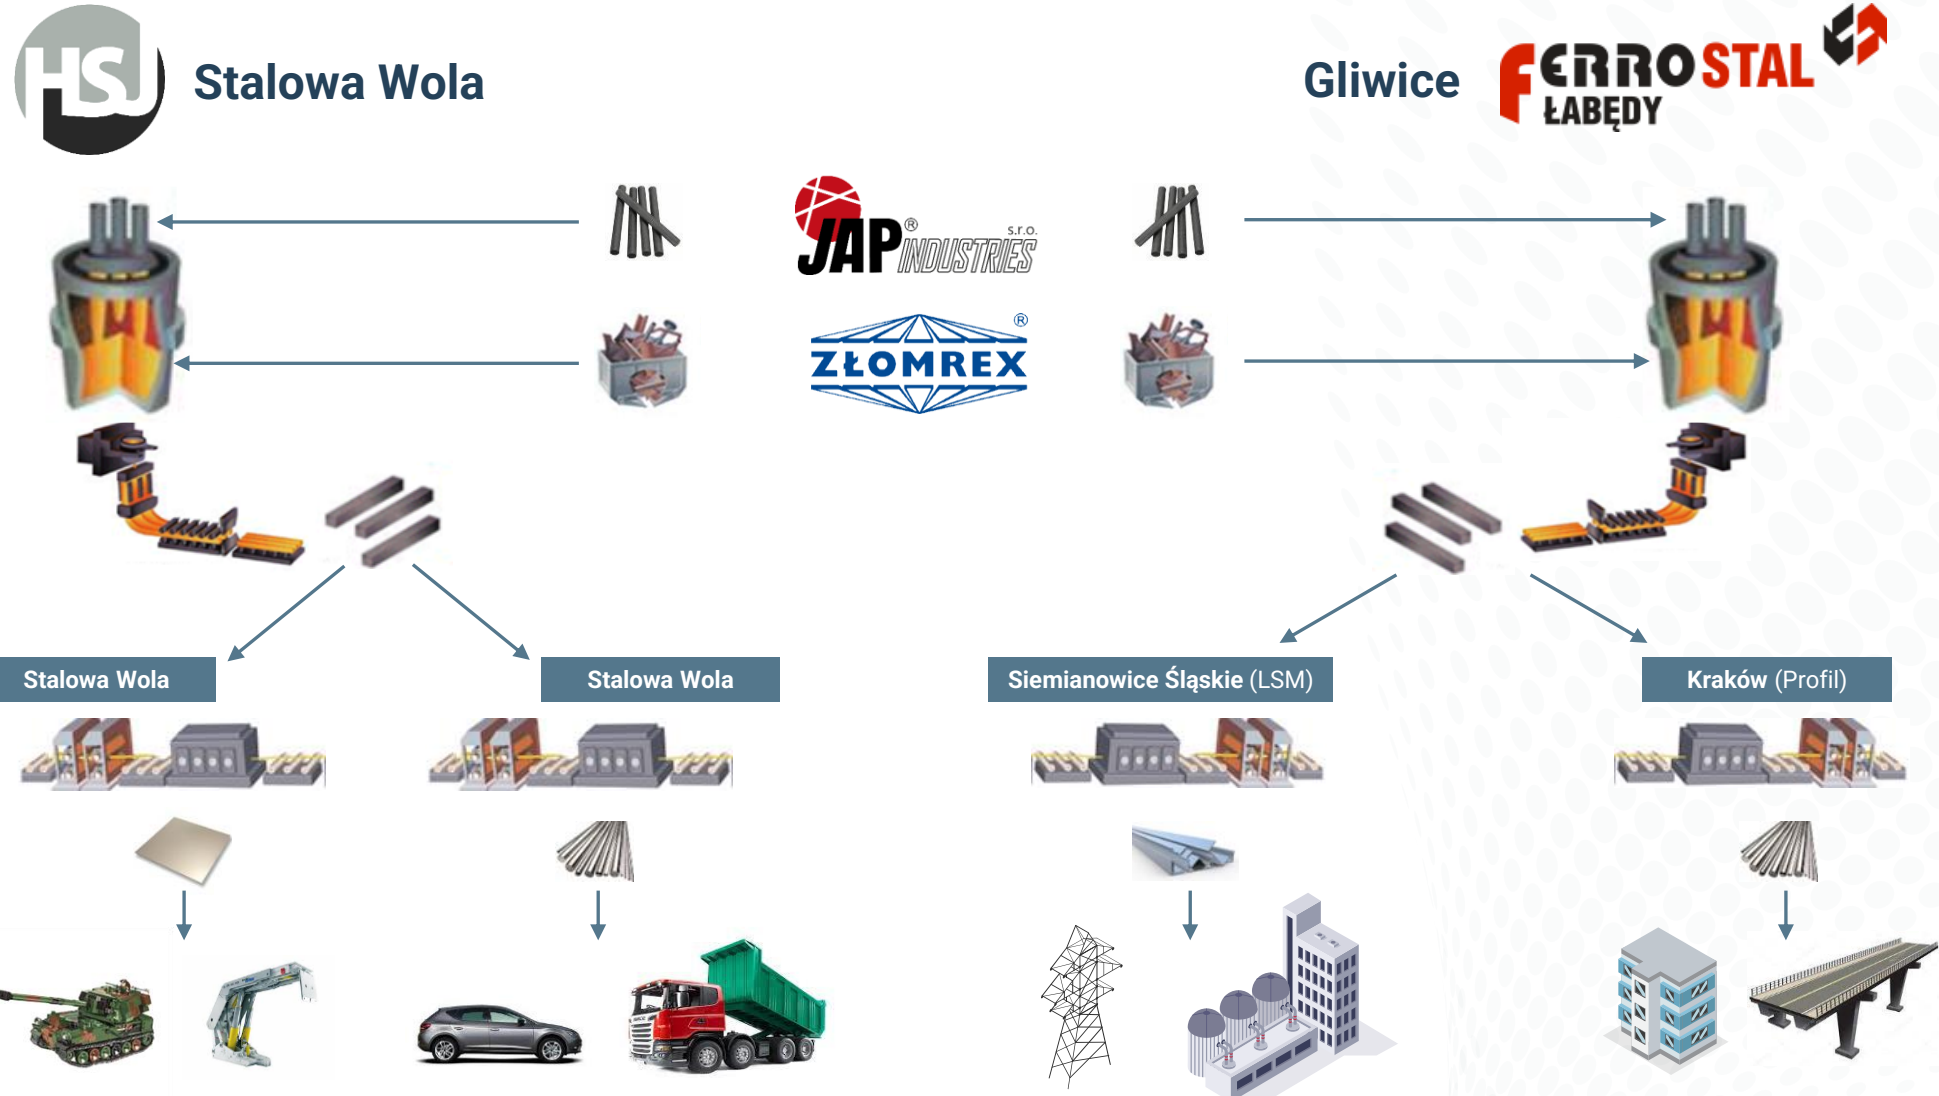 HSJ
Stalowa Wola
Gliwice
FERROSTAL
ŁABĘDY
JAP®
INDUSTRIES
s.r.o.
ZŁOMREX®
Stalowa Wola
Stalowa Wola
Siemianowice Śląskie (LSM)
Kraków (Profil)